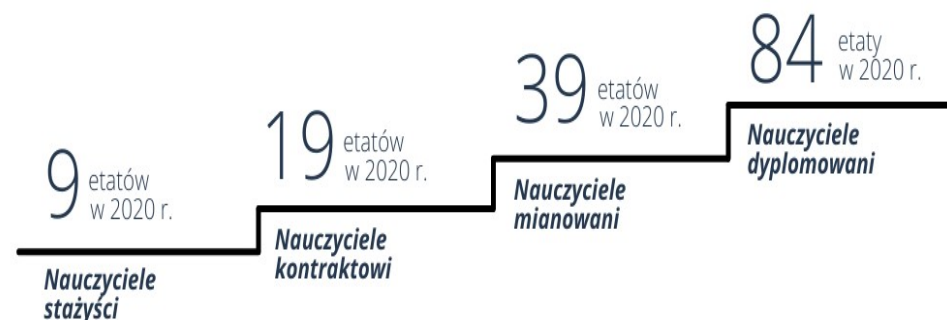 9 etatów
w 2020 r.
Nauczyciele
stażyści
19 etatów
w 2020 r.
Nauczyciele
kontraktowi
39 etatów
w 2020 r.
Nauczyciele
mianowani
84 etaty
w 2020 r.
Nauczyciele
dyplomowani